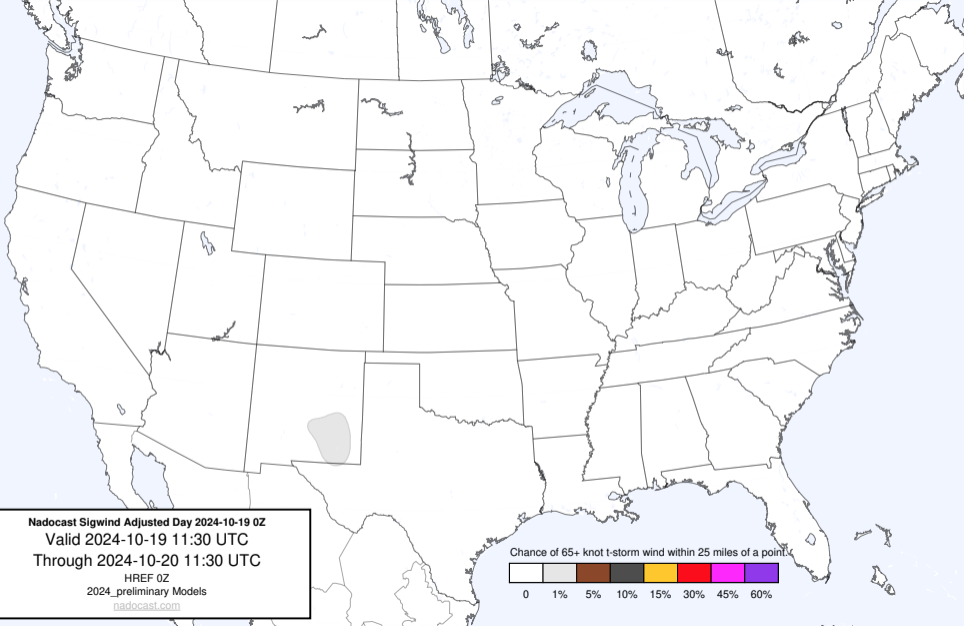 Nadocast Sigwind Adjusted Day 2024-10-19 0Z
Valid 2024-10-19 11:30 UTC
Through 2024-10-20 11:30 UTC
HREF 0Z
2024_preliminary Models
nadocast.com
Chance of 65+ knot t-storm wind within 25 miles of a point.
0 1% 5% 10% 15% 30% 45% 60%